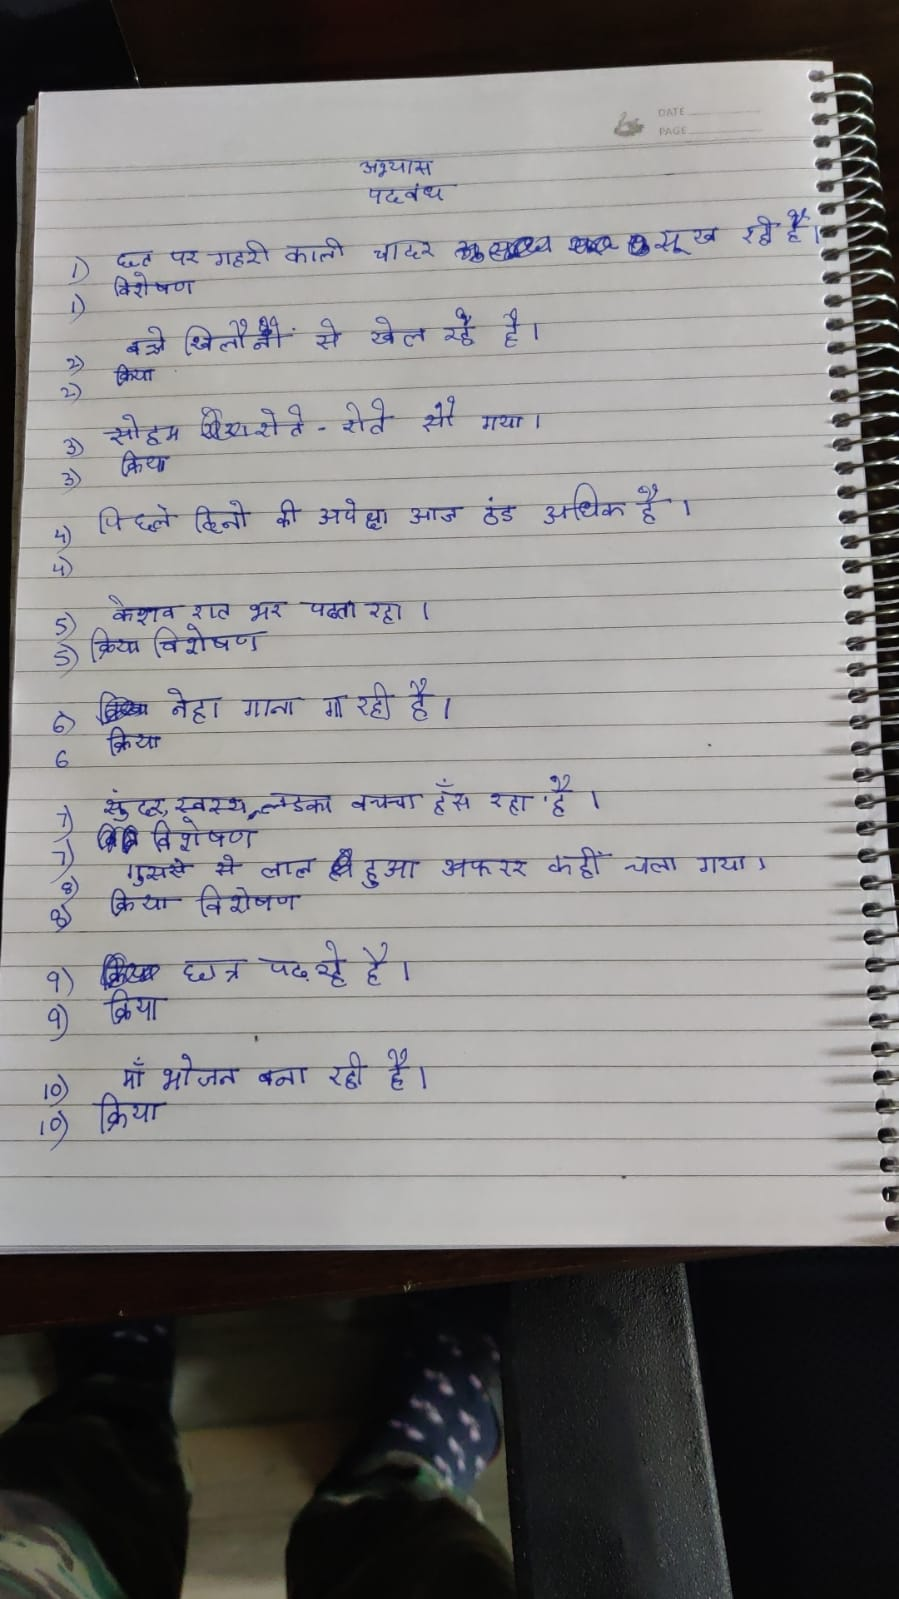 DATE
PAGE
अभ्यास
पदबंध
1) छत पर गहरी काली चादर सूख रही है।
1) विशेषण
2) बच्चे खिलौनों से खेल रहे है।
2) क्रिया
3) सोहम रोते - रोते सो गया।
3) क्रिया
4) पिछले दिनो की अपेक्षा आज ठंड अधिक है।
4)
5) केशव रात भर पढता रहा।
5) क्रिया विशेषण
6) नेहा गाना गा रही है।
6 क्रिया
7) सुंदर, स्वस्थ, बच्चा हँस रहा है।
7) विशेषण
8) गुससे से लाल हुआ अफसर कहीं चला गया।
8) क्रिया विशेषण
9) छात्र पढ़ रहे है।
9) क्रिया
10) माँ भोजन बना रही है।
10) क्रिया